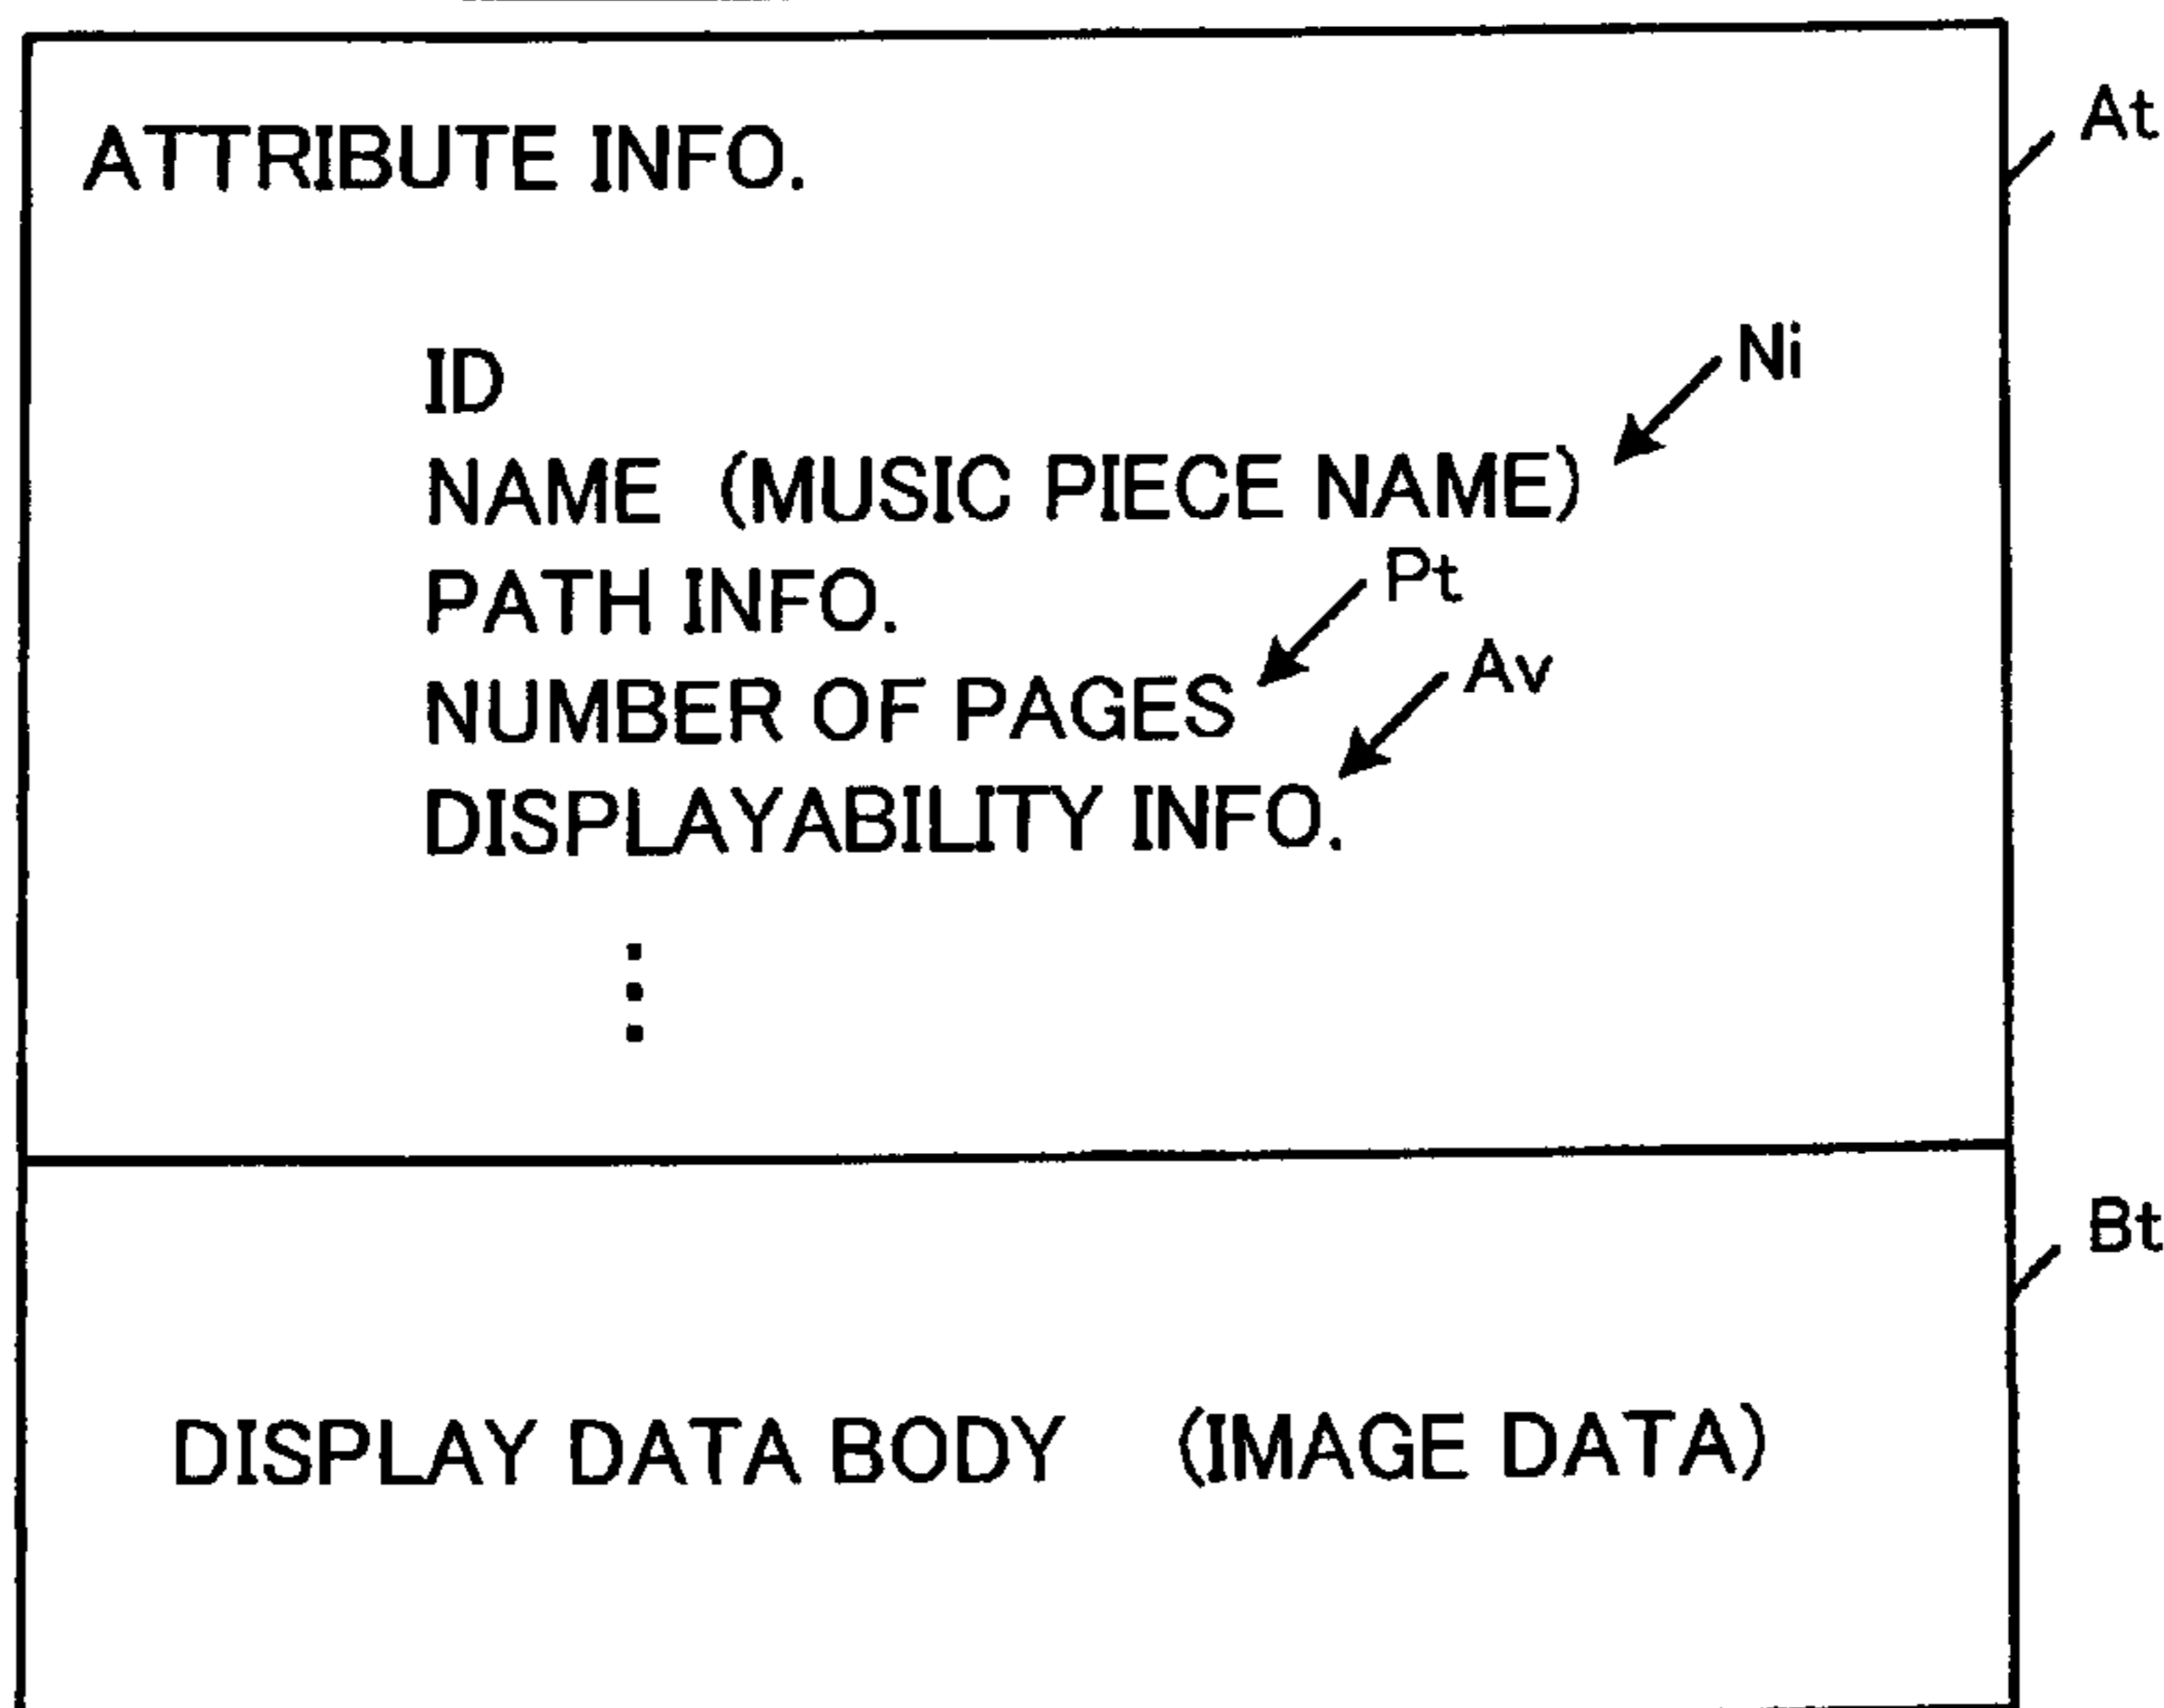 At
ATTRIBUTE INFO.
Ni
ID
NAME (MUSIC PIECE NAME)
Pt
PATH INFO.
Av
NUMBER OF PAGES
DISPLAYABILITY INFO.
Bt
DISPLAY DATA BODY (IMAGE DATA)